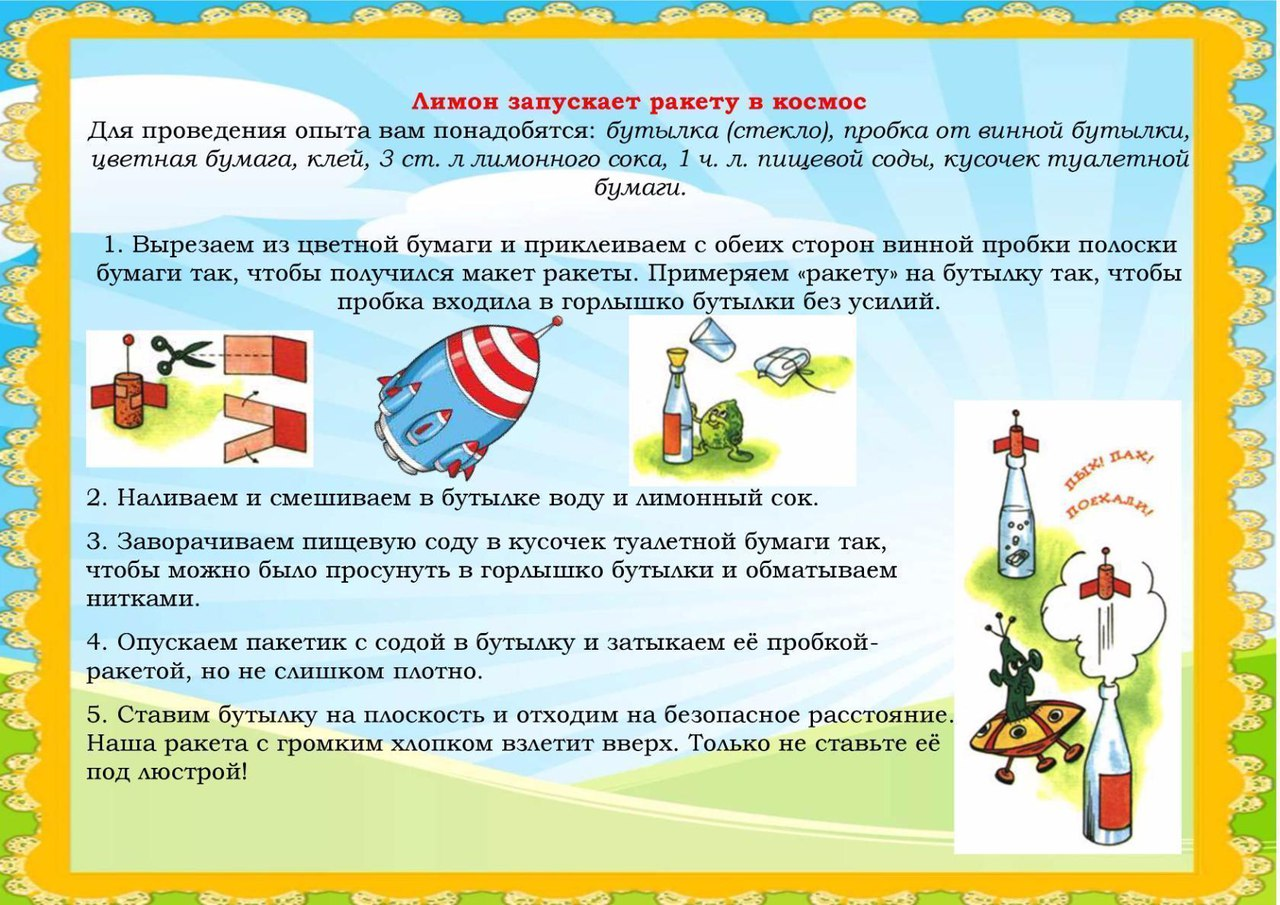 Лимон запускает ракету в космос
Для проведения опыта вам понадобятся: бутылка (стекло), пробка от винной бутылки,
цветная бумага, клей, 3 ст. л лимонного сока, 1 ч. л. пищевой соды, кусочек туалетной
бумаги.
1. Вырезаем из цветной бумаги и приклеиваем с обеих сторон винной пробки полоски
бумаги так, чтобы получился макет ракеты. Примеряем «ракету» на бутылку так, чтобы
пробка входила в горлышко бутылки без усилий.
2. Наливаем и смешиваем в бутылке воду и лимонный сок.
3. Заворачиваем пищевую соду в кусочек туалетной бумаги так,
чтобы можно было просунуть в горлышко бутылки и обматываем
нитками.
4. Опускаем пакетик с содой в бутылку и затыкаем её пробкой-
ракетой, но не слишком плотно.
5. Ставим бутылку на плоскость и отходим на безопасное расстояние.
Наша ракета с громким хлопком взлетит вверх. Только не ставьте её
под люстрой!
ПЫХ! ПАХ!
ПОЕХАЛИ!